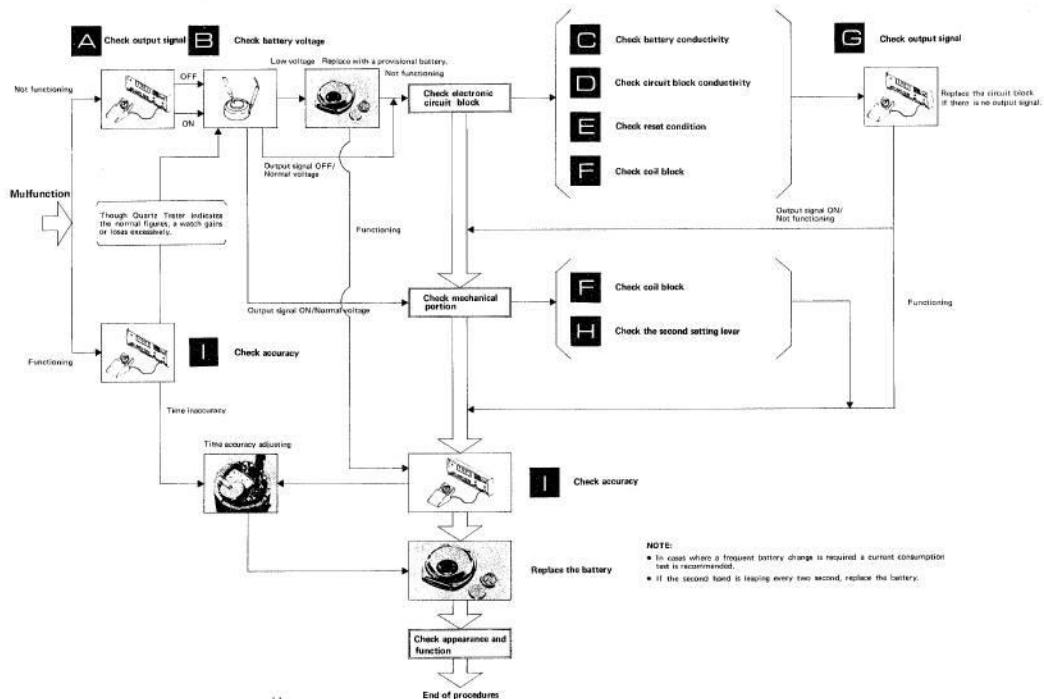 A Check output signal
B Check battery voltage
Low voltage
Replace with a provisional battery.
Not functioning
Not functioning
OFF
ON
Check electronic
circuit block
C Check battery conductivity
D Check circuit block conductivity
E Check reset condition
F Check coil block
G Check output signal
Replace the circuit block
if there is no output signal.
Output signal OFF/
Normal voltage
Mulfunction
Though Quartz Tester indicates
the normal figures, a watch gains
or loses excessively.
Functioning
Output signal ON/
Not functioning
Check mechanical
portion
Output signal ON/Normal voltage
F Check coil block
H Check the second setting lever
Functioning
Functioning
I Check accuracy
Time inaccuracy
Time accuracy adjusting
I Check accuracy
Replace the battery
NOTE:
• In cases where a frequent battery change is required a current consumption
test is recommended.
• If the second hand is leaping every two second, replace the battery.
Check appearance and
function
End of procedures